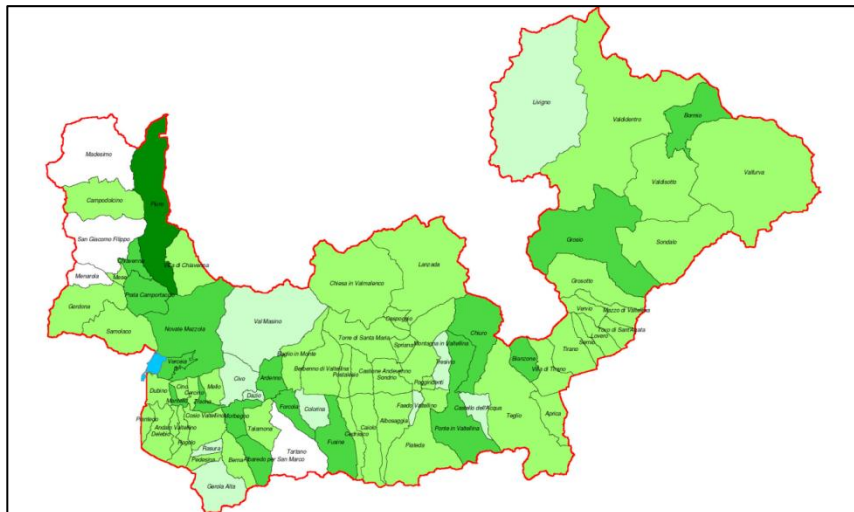 Livigno
Valdidentro
Bormio
Madesimo
Valfurva
Valdisotto
Campodolcino
Piuro
San Giacomo Filippo
Grosio
Sondalo
Chiavenna
Villa di Chiavenna
Lanzada
Menarola
Mese
Chiesa in Valmalenco
Grosotto
Prata Camportaccio
Gordona
Mazzo di Valtellina
Vervio
Caspoggio
Val Masino
Samolaco
Novate Mezzola
Tovo di Sant'Agata
Lovero
Torre di Santa Maria
Chiuro
Sernio
Montagna in Valtellina
Spriana
Tirano
Buglio in Monte
Bianzone
Verceia
Tresivio
Berbenno di Valtellina
Castione Andevenno
Villa di Tirano
Postalesio
Sondrio
Civo
Ardenno
Cino
Mello
Poggiridenti
Dubino
Cercino
Dazio
Mantello
Traona
Faedo Valtellino
Castello dell'Acqua
Teglio
Forcola
Colorina
Cosio Valtellino
Morbegno
Aprica
Piantedo
Talamona
Albosaggia
Caiolo
Andalo Valtellino
Ponte in Valtellina
Delebio
Cedrasco
Rogolo
Fusine
Rasura
Tartano
Piateda
Pedesina
Bema
Albaredo per San Marco
Gerola Alta